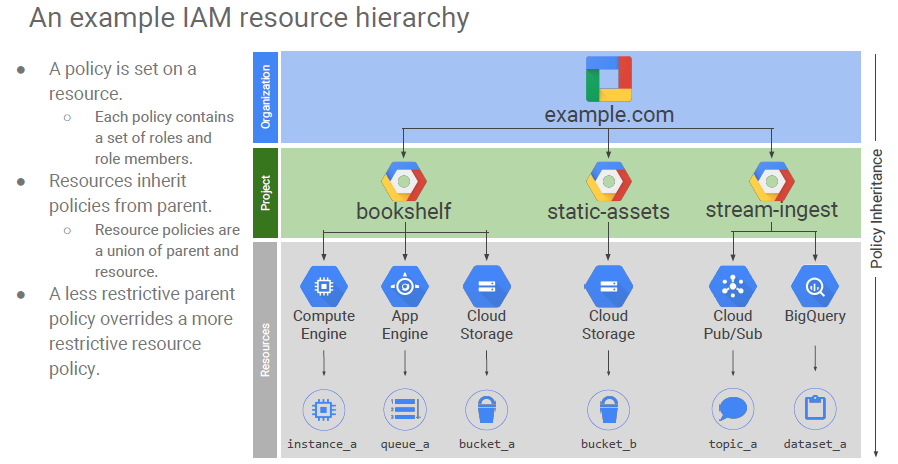 An example IAM resource hierarchy
● A policy is set on a
resource.
○ Each policy contains
a set of roles and
role members.
● Resources inherit
policies from parent.
○ Resource policies are
a union of parent and
resource.
● A less restrictive parent
policy overrides a more
restrictive resource
policy.
Organization
example.com
Project
bookshelf
static-assets
stream-ingest
Resources
Compute
Engine
App
Engine
Cloud
Storage
Cloud
Storage
Cloud
Pub/Sub
BigQuery
instance_a
queue_a
bucket_a
bucket_b
topic_a
dataset_a
Policy Inheritance